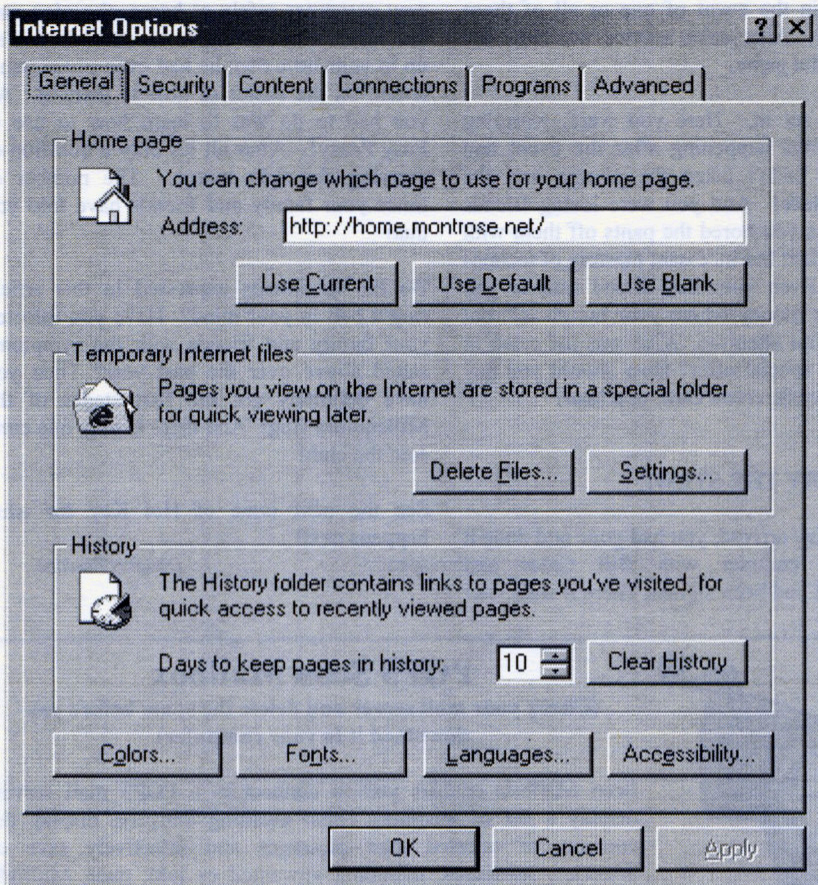 Internet Options
General Security Content Connections Programs Advanced
Home page
You can change which page to use for your home page.
Address: http://home.montrose.net/
Use Current Use Default Use Blank
Temporary Internet files
Pages you view on the Internet are stored in a special folder
for quick viewing later.
Delete Files... Settings...
History
The History folder contains links to pages you've visited, for
quick access to recently viewed pages.
Days to keep pages in history: 10 Clear History
Colors... Fonts... Languages... Accessibility...
OK Cancel Apply